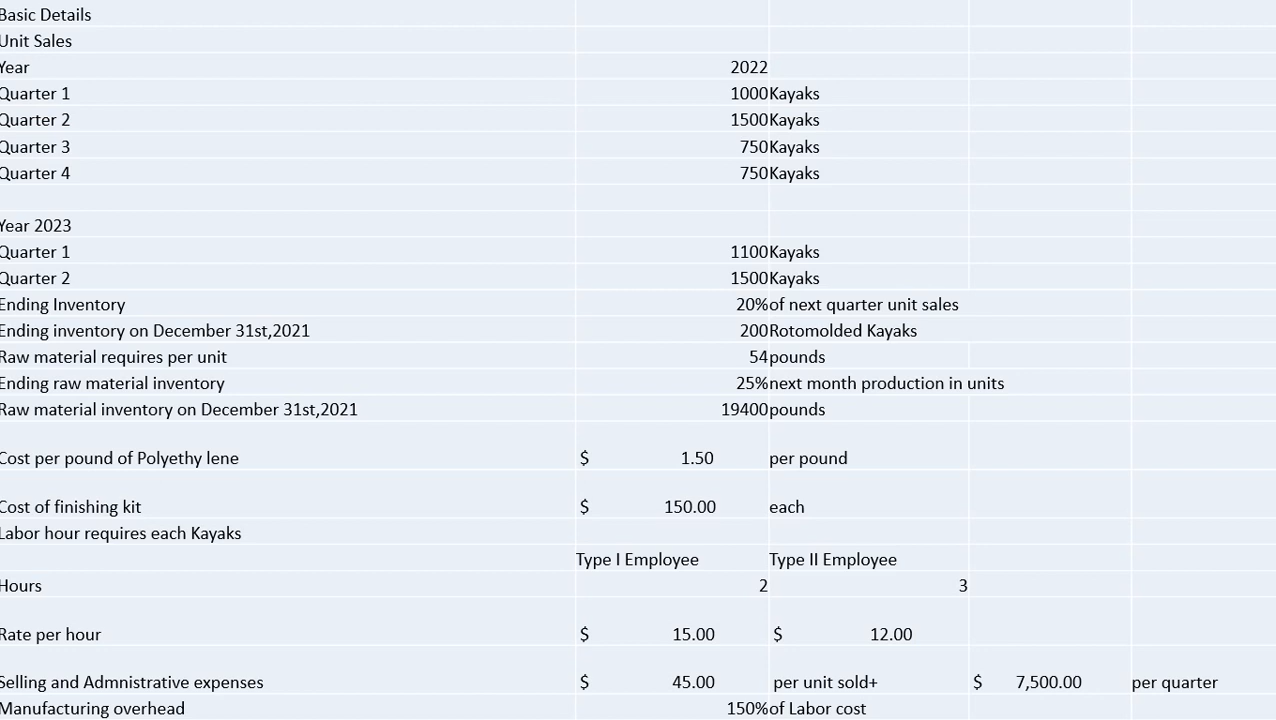 Basic Details
Unit Sales
Year 2022
Quarter 1 1000 Kayaks
Quarter 2 1500 Kayaks
Quarter 3 750 Kayaks
Quarter 4 750 Kayaks
Year 2023
Quarter 1 1100 Kayaks
Quarter 2 1500 Kayaks
Ending Inventory 20% of next quarter unit sales
Ending inventory on December 31st,2021 200 Rotomolded Kayaks
Raw material requires per unit 54 pounds
Ending raw material inventory 25% next month production in units
Raw material inventory on December 31st,2021 19400 pounds
Cost per pound of Polyethy lene $ 1.50 per pound
Cost of finishing kit $ 150.00 each
Labor hour requires each Kayaks
Type I Employee Type II Employee
Hours 2 3
Rate per hour $ 15.00 $ 12.00
Selling and Admnistrative expenses $ 45.00 per unit sold+ $ 7,500.00 per quarter
Manufacturing overhead 150% of Labor cost